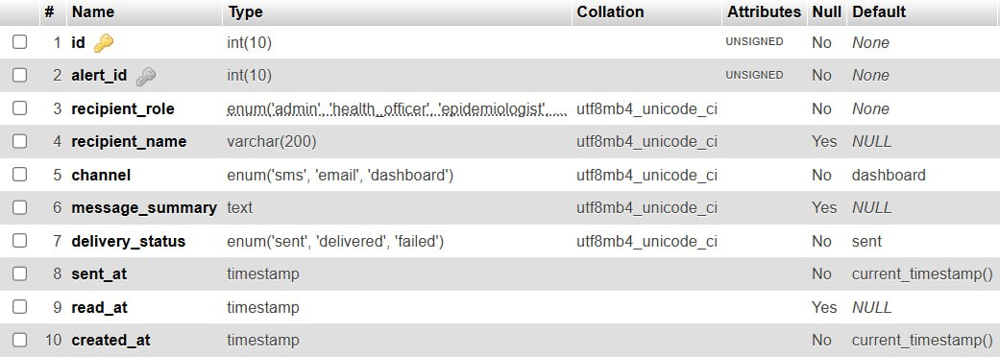 # Name Type Collation Attributes Null Default
1 id int(10) UNSIGNED No None
2 alert_id int(10) UNSIGNED No None
3 recipient_role enum('admin', 'health_officer', 'epidemiologist', ... utf8mb4_unicode_ci No None
4 recipient_name varchar(200) utf8mb4_unicode_ci Yes NULL
5 channel enum('sms', 'email', 'dashboard') utf8mb4_unicode_ci No dashboard
6 message_summary text utf8mb4_unicode_ci Yes NULL
7 delivery_status enum('sent', 'delivered', 'failed') utf8mb4_unicode_ci No sent
8 sent_at timestamp No current_timestamp()
9 read_at timestamp Yes NULL
10 created_at timestamp No current_timestamp()